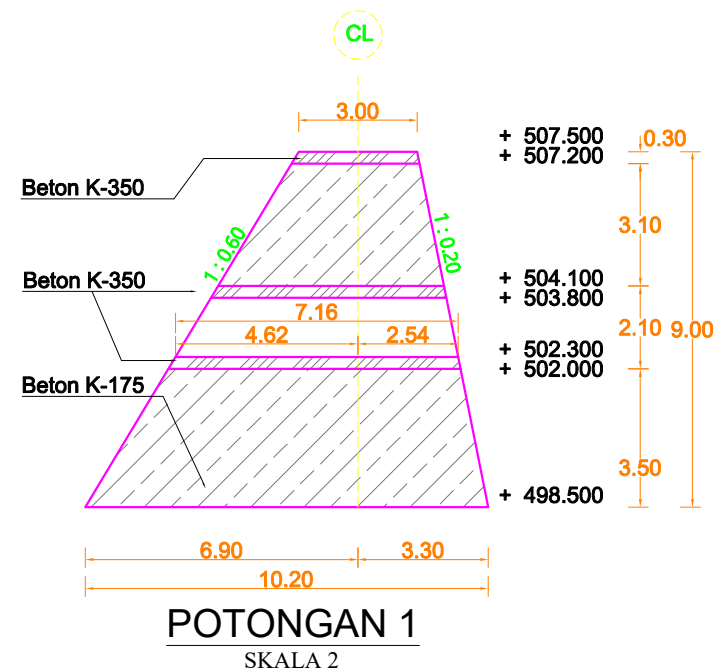 CL
3.00
+ 507.500
0.30
+ 507.200
Beton K-350
1 : 0.60
1 : 0.20
3.10
Beton K-350
+ 504.100
+ 503.800
7.16
2.10
9.00
4.62
2.54
+ 502.300
+ 502.000
Beton K-175
3.50
+ 498.500
6.90
3.30
10.20
POTONGAN 1
SKALA 2